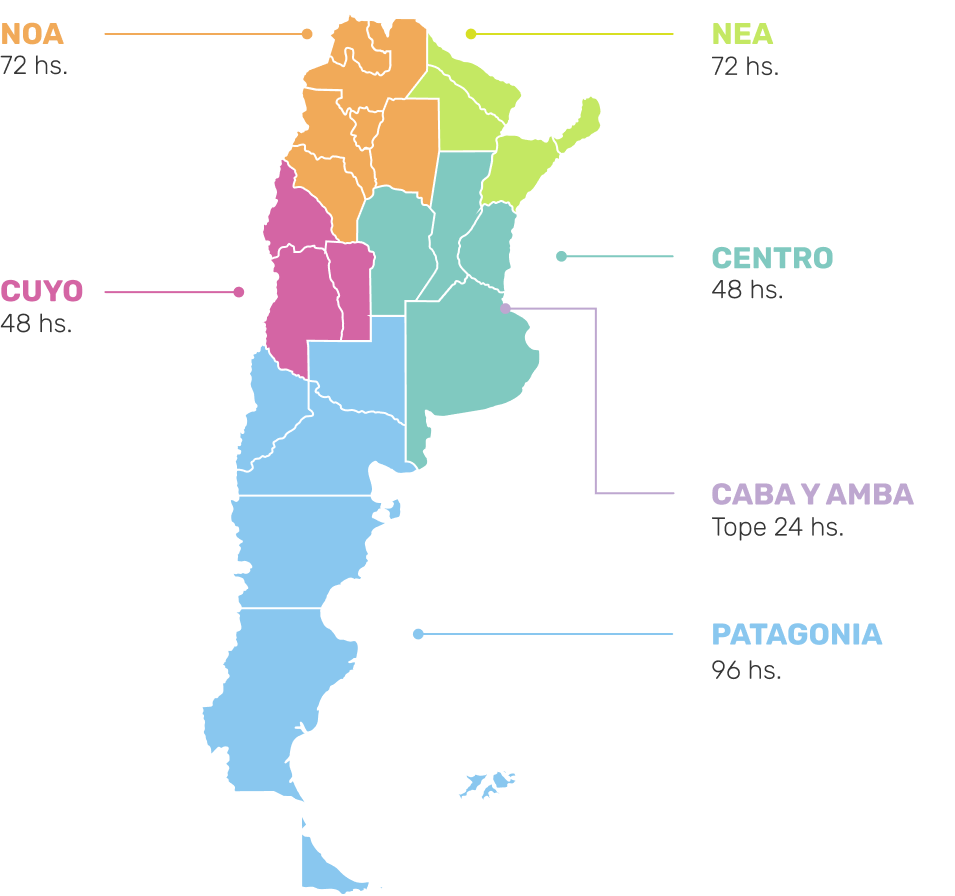 NOA
72 hs.
NEA
72 hs.
CENTRO
48 hs.
CUYO
48 hs.
CABA Y AMBA
Tope 24 hs.
PATAGONIA
96 hs.